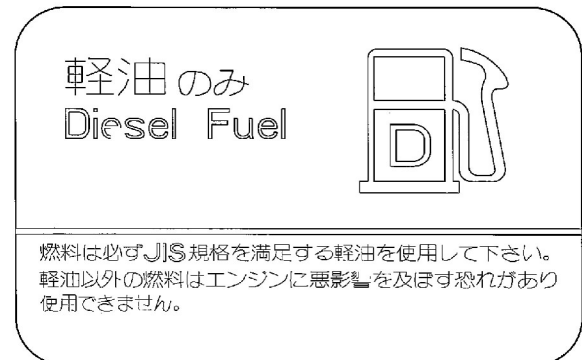 軽油のみ
Diesel Fuel
D
燃料は必ずJIS規格を満足する軽油を使用して下さい。
軽油以外の燃料はエンジンに悪影響を及ぼす恐れがあり
使用できません。